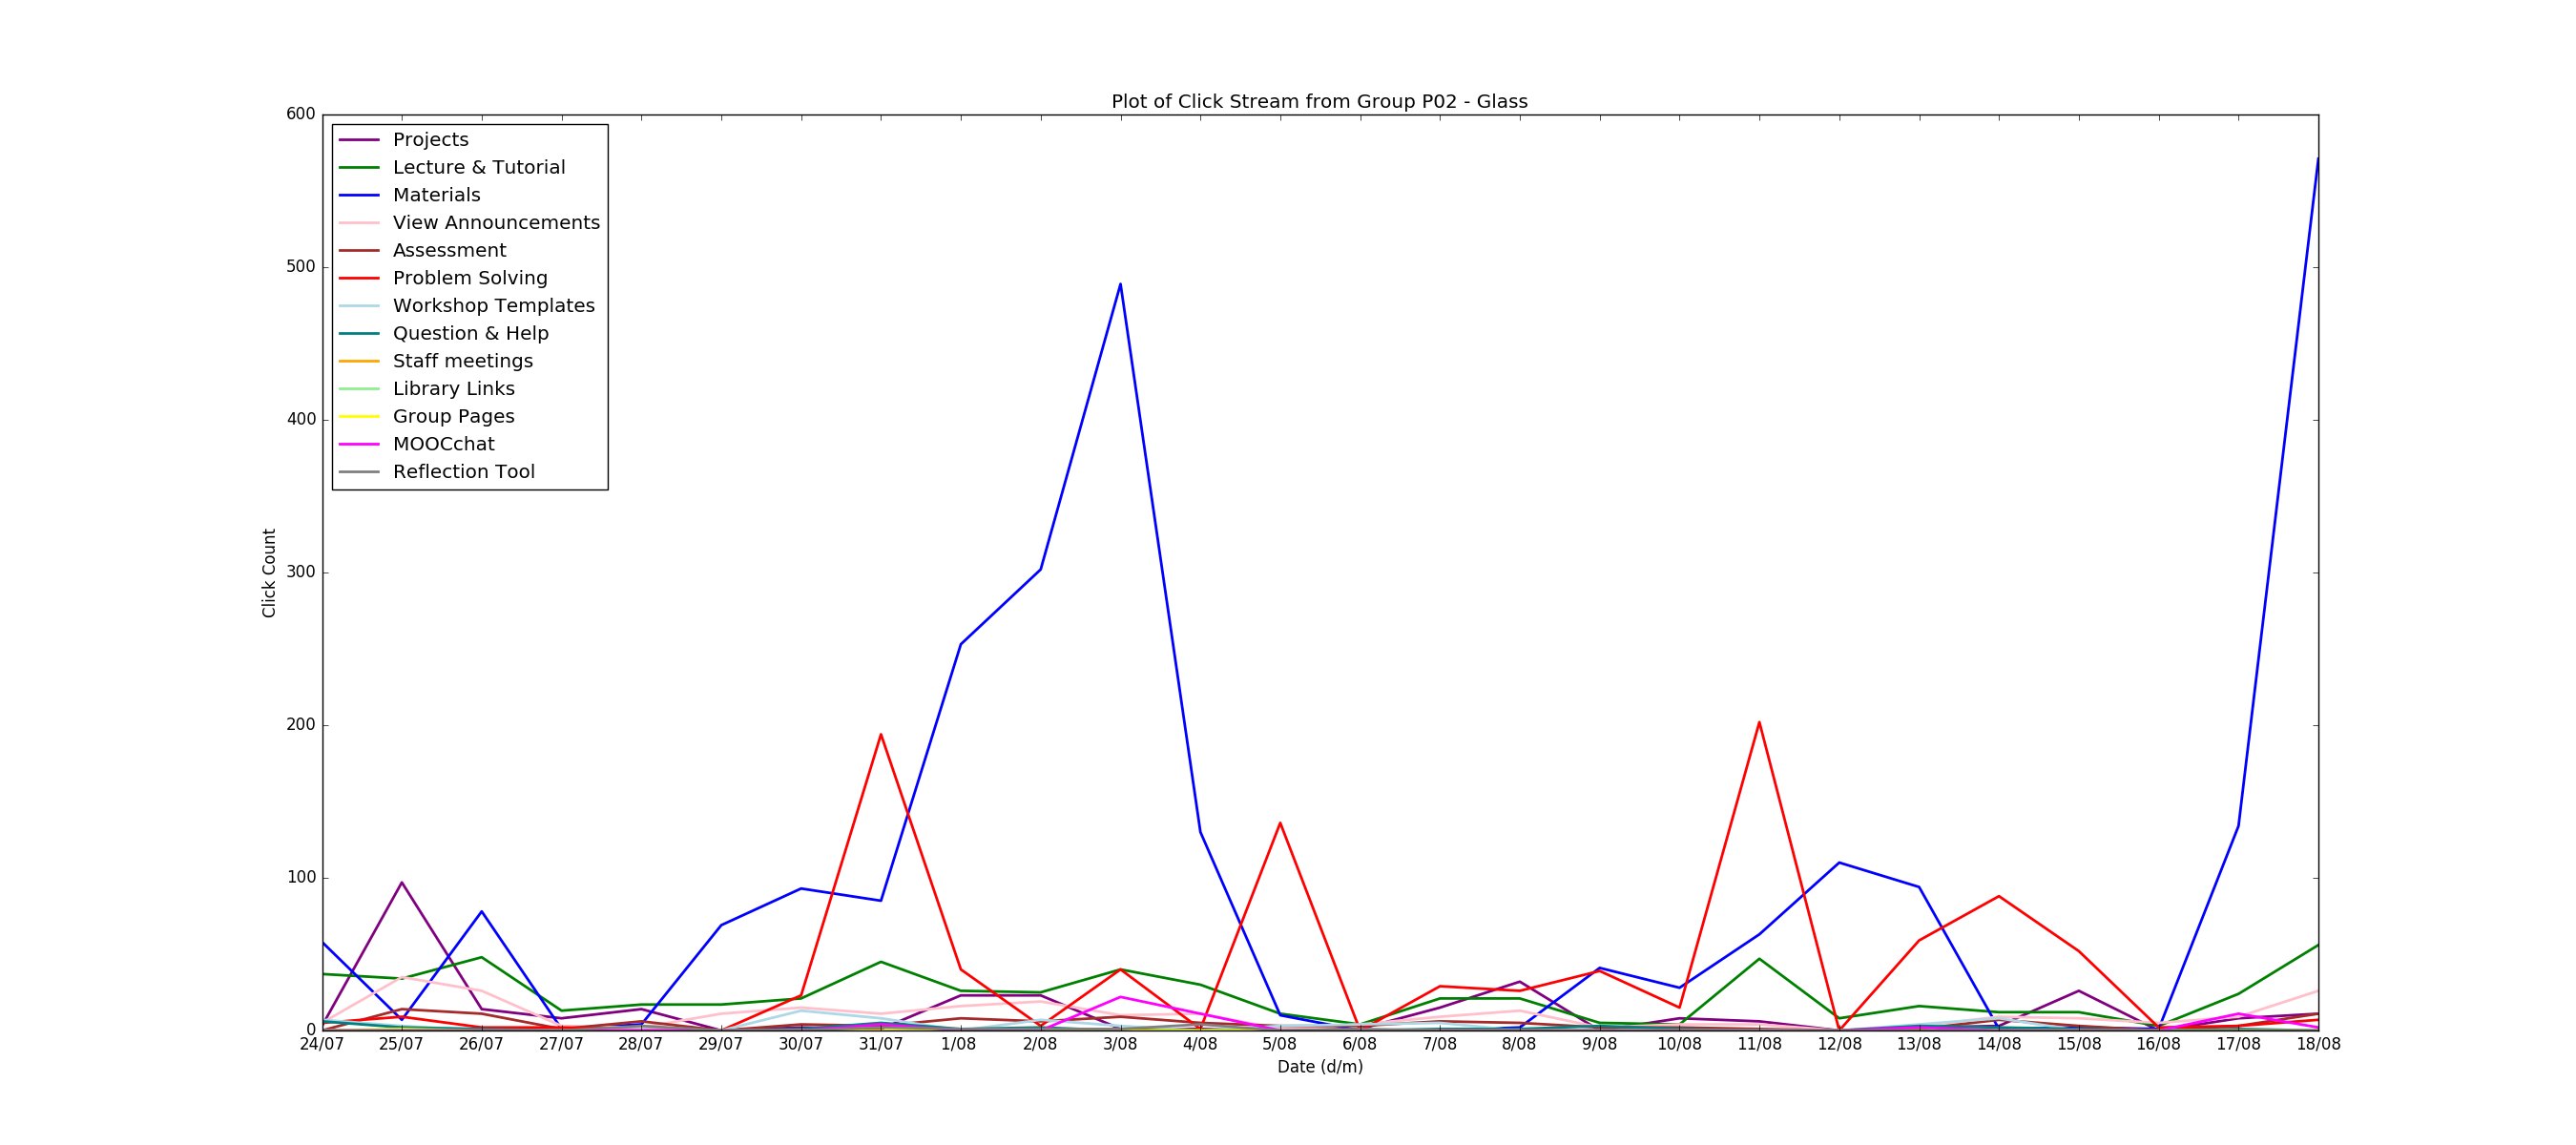 Plot of Click Stream from Group P02 - Glass
600
500
400
300
200
100
0
Click Count
Projects
Lecture & Tutorial
Materials
View Announcements
Assessment
Problem Solving
Workshop Templates
Question & Help
Staff meetings
Library Links
Group Pages
MOOCchat
Reflection Tool
24/07 25/07 26/07 27/07 28/07 29/07 30/07 31/07 1/08 2/08 3/08 4/08 5/08 6/08 7/08 8/08 9/08 10/08 11/08 12/08 13/08 14/08 15/08 16/08 17/08 18/08
Date (d/m)